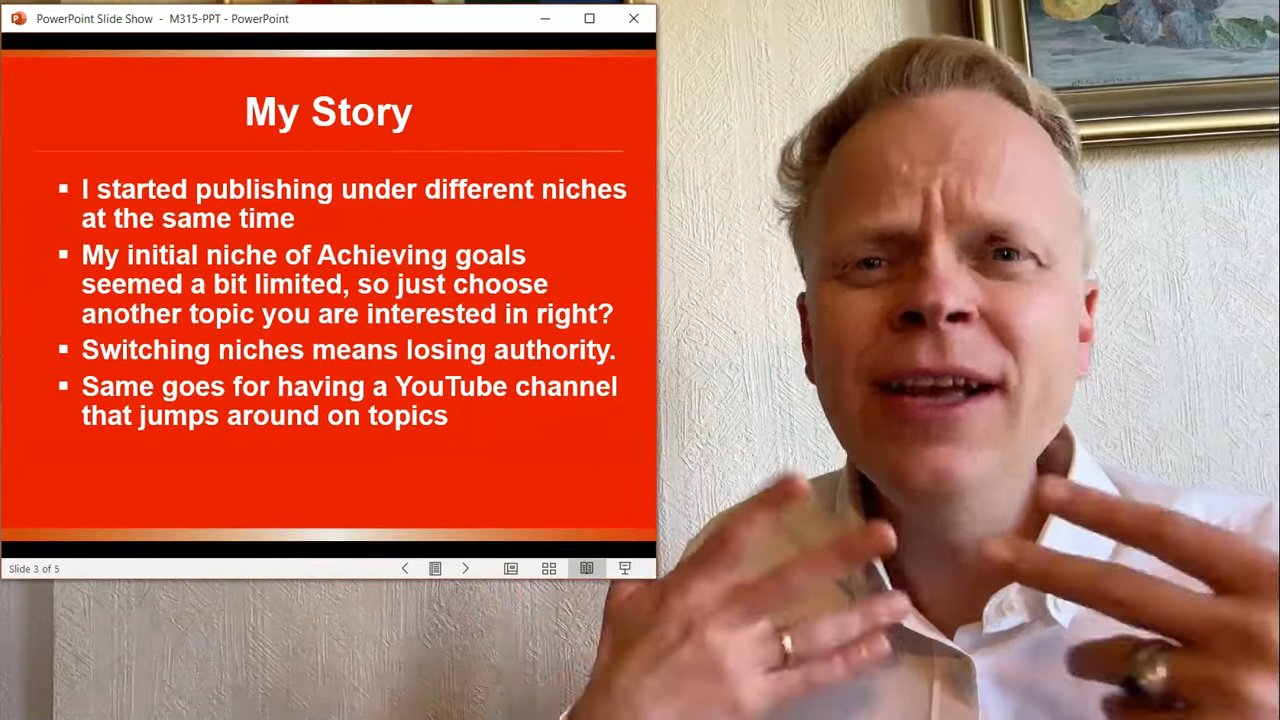 PowerPoint Slide Show - M315-PPT - PowerPoint
My Story
I started publishing under different niches
at the same time
My initial niche of Achieving goals
seemed a bit limited, so just choose
another topic you are interested in right?
Switching niches means losing authority.
Same goes for having a YouTube channel
that jumps around on topics
Slide 3 of 5